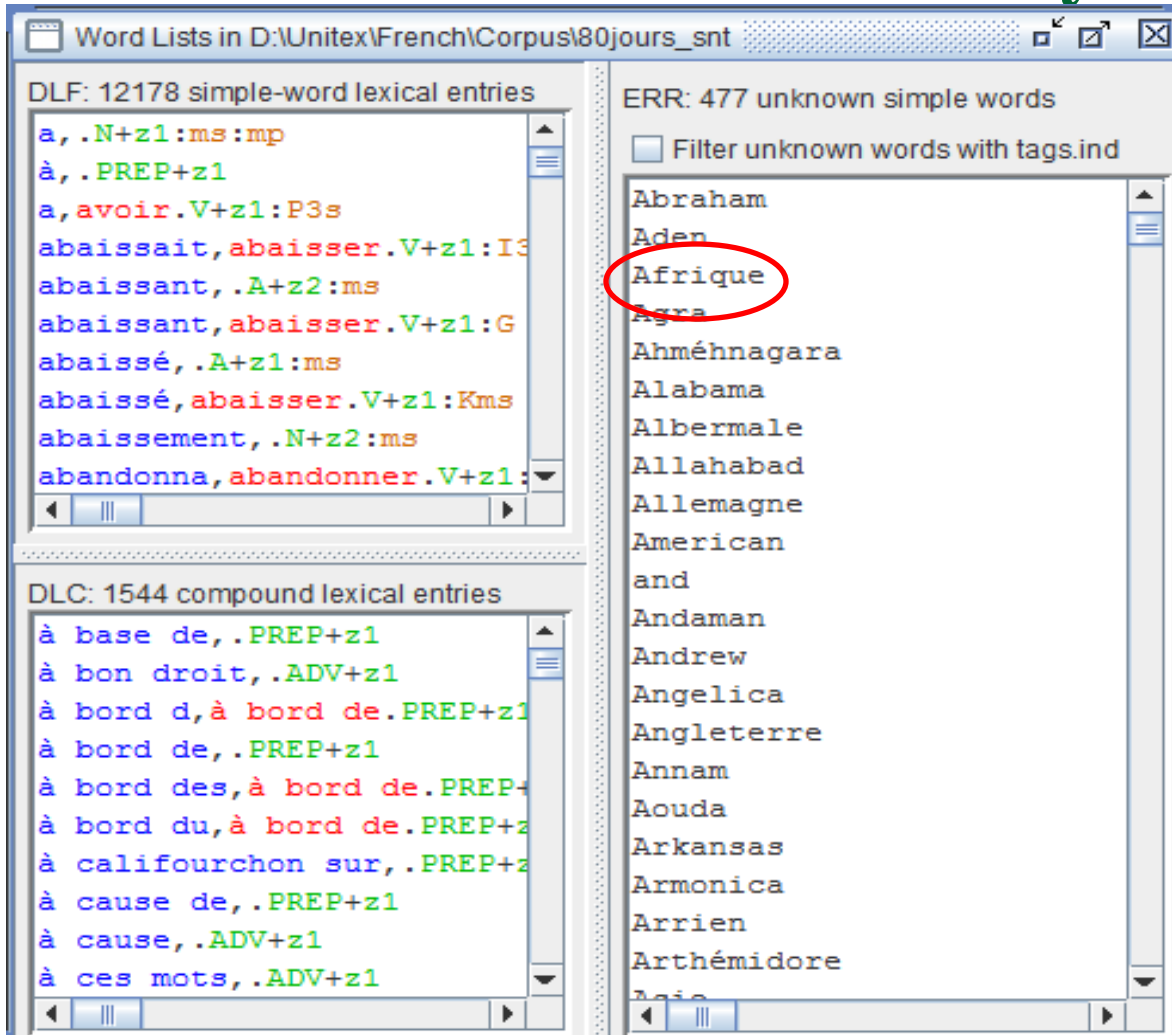 Word Lists in D:\Unitex\French\Corpus\80jours_snt
DLF: 12178 simple-word lexical entries
a,.N+z1:ms:mp
à,.PREP+z1
a,avoir.V+z1:P3s
abaissait,abaisser.V+z1:I3
abaissant,.A+z2:ms
abaissant,abaisser.V+z1:G
abaissé,.A+z1:ms
abaissé,abaisser.V+z1:Kms
abaissement,.N+z2:ms
abandonna,abandonner.V+z1:
DLC: 1544 compound lexical entries
à base de,.PREP+z1
à bon droit,.ADV+z1
à bord d,à bord de.PREP+z1
à bord de,.PREP+z1
à bord des,à bord de.PREP+
à bord du,à bord de.PREP+z
à califourchon sur,.PREP+z
à cause de,.PREP+z1
à cause,.ADV+z1
à ces mots,.ADV+z1
ERR: 477 unknown simple words
Filter unknown words with tags.ind
Abraham
Aden
Afrique
Agra
Ahméhnagara
Alabama
Albermale
Allahabad
Allemagne
American
and
Andaman
Andrew
Angelica
Angleterre
Annam
Aouda
Arkansas
Armonica
Arrien
Arthémidore